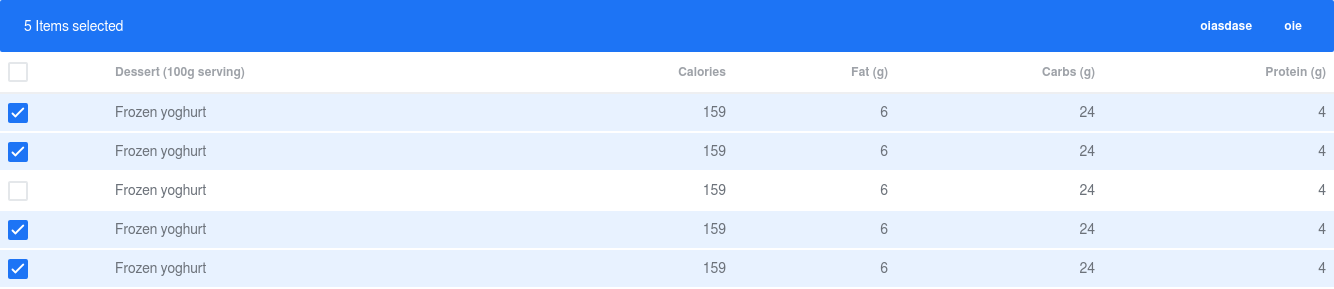 5 Items selected oiasdase oie
Dessert (100g serving) Calories Fat (g) Carbs (g) Protein (g)
Frozen yoghurt 159 6 24 4
Frozen yoghurt 159 6 24 4
Frozen yoghurt 159 6 24 4
Frozen yoghurt 159 6 24 4
Frozen yoghurt 159 6 24 4